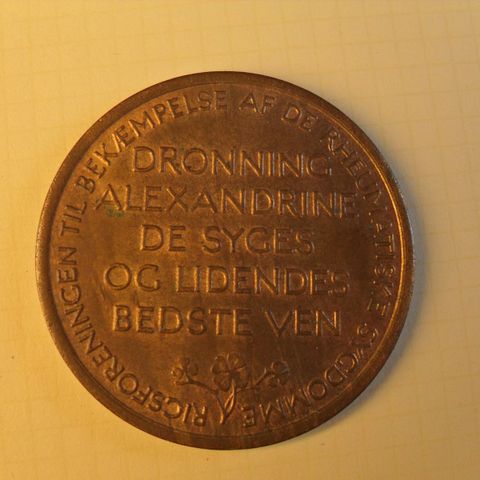 RIGSFORENINGEN TIL BEKÆMPELSE AF DE RHEUMATISKE SYGDOMME
DRONNING
ALEXANDRINE
DE SYGES
OG LIDENDES
BEDSTE VEN